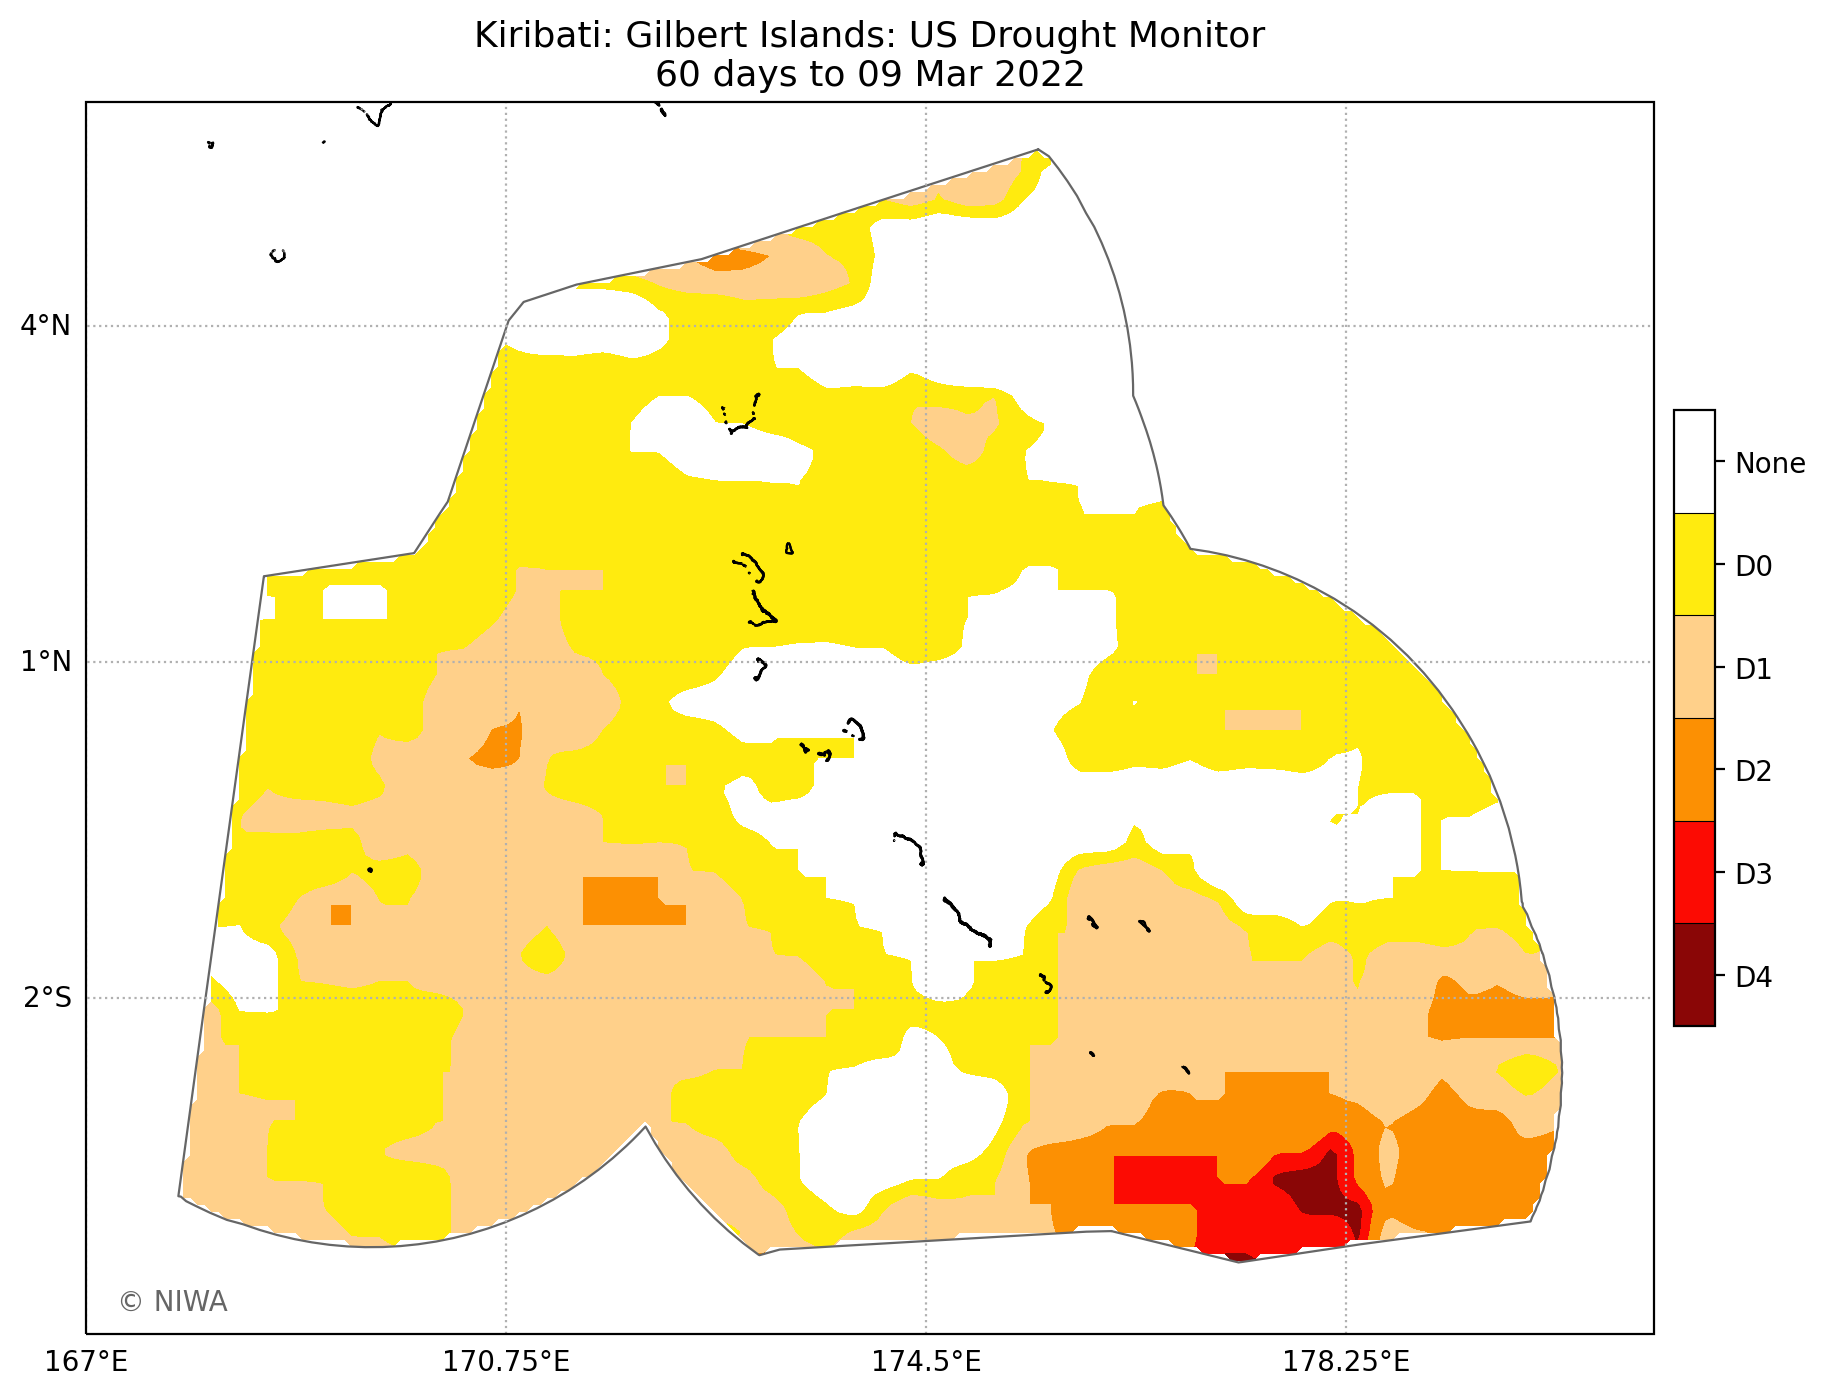 Kiribati: Gilbert Islands: US Drought Monitor
60 days to 09 Mar 2022
4°N
1°N
2°S
167°E
170.75°E
174.5°E
178.25°E
None
D0
D1
D2
D3
D4
© NIWA